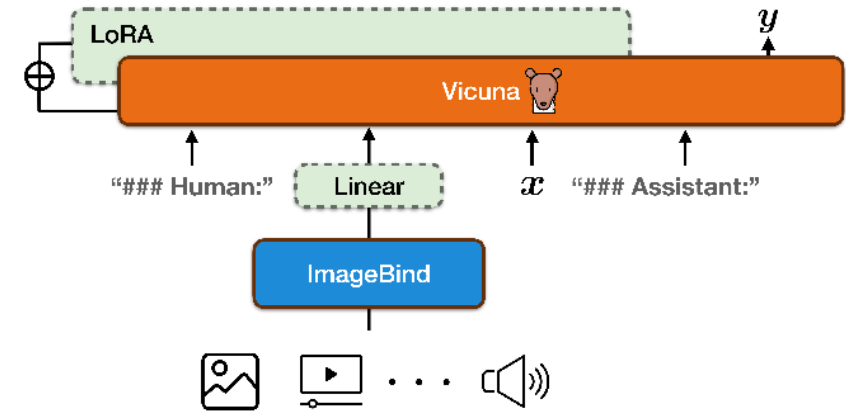 LoRA
y
Vicuna
“### Human:”
Linear
x
“### Assistant:”
ImageBind